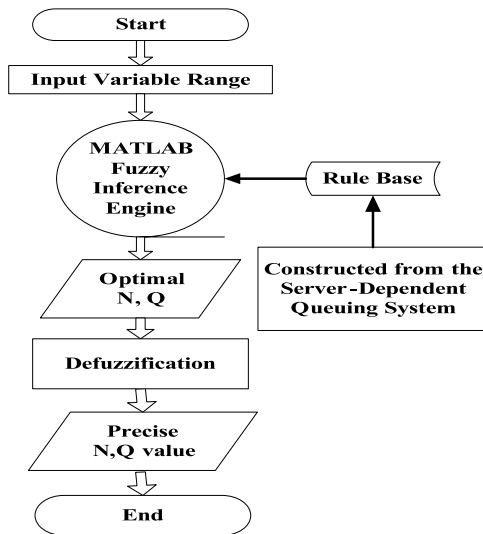 Start
Input Variable Range
MATLAB
Fuzzy
Inference
Engine
Rule Base
Constructed from the
Server-Dependent
Queuing System
Optimal
N, Q
Defuzzification
Precise
N,Q value
End